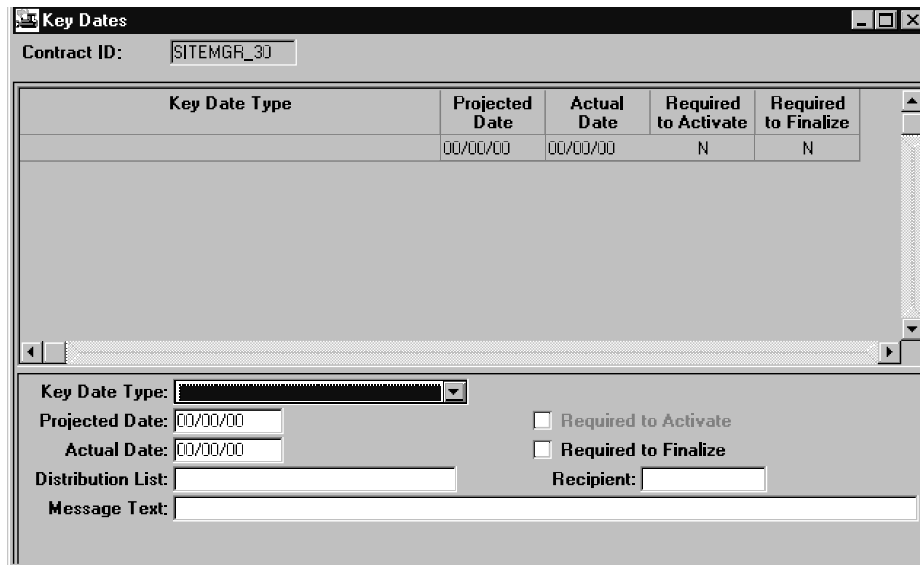 Key Dates
Contract ID: SITEMGR_30
Key Date Type Projected Date Actual Date Required to Activate Required to Finalize
00/00/00 00/00/00 N N
Key Date Type:
Projected Date: 00/00/00 Required to Activate
Actual Date: 00/00/00 Required to Finalize
Distribution List: Recipient:
Message Text: